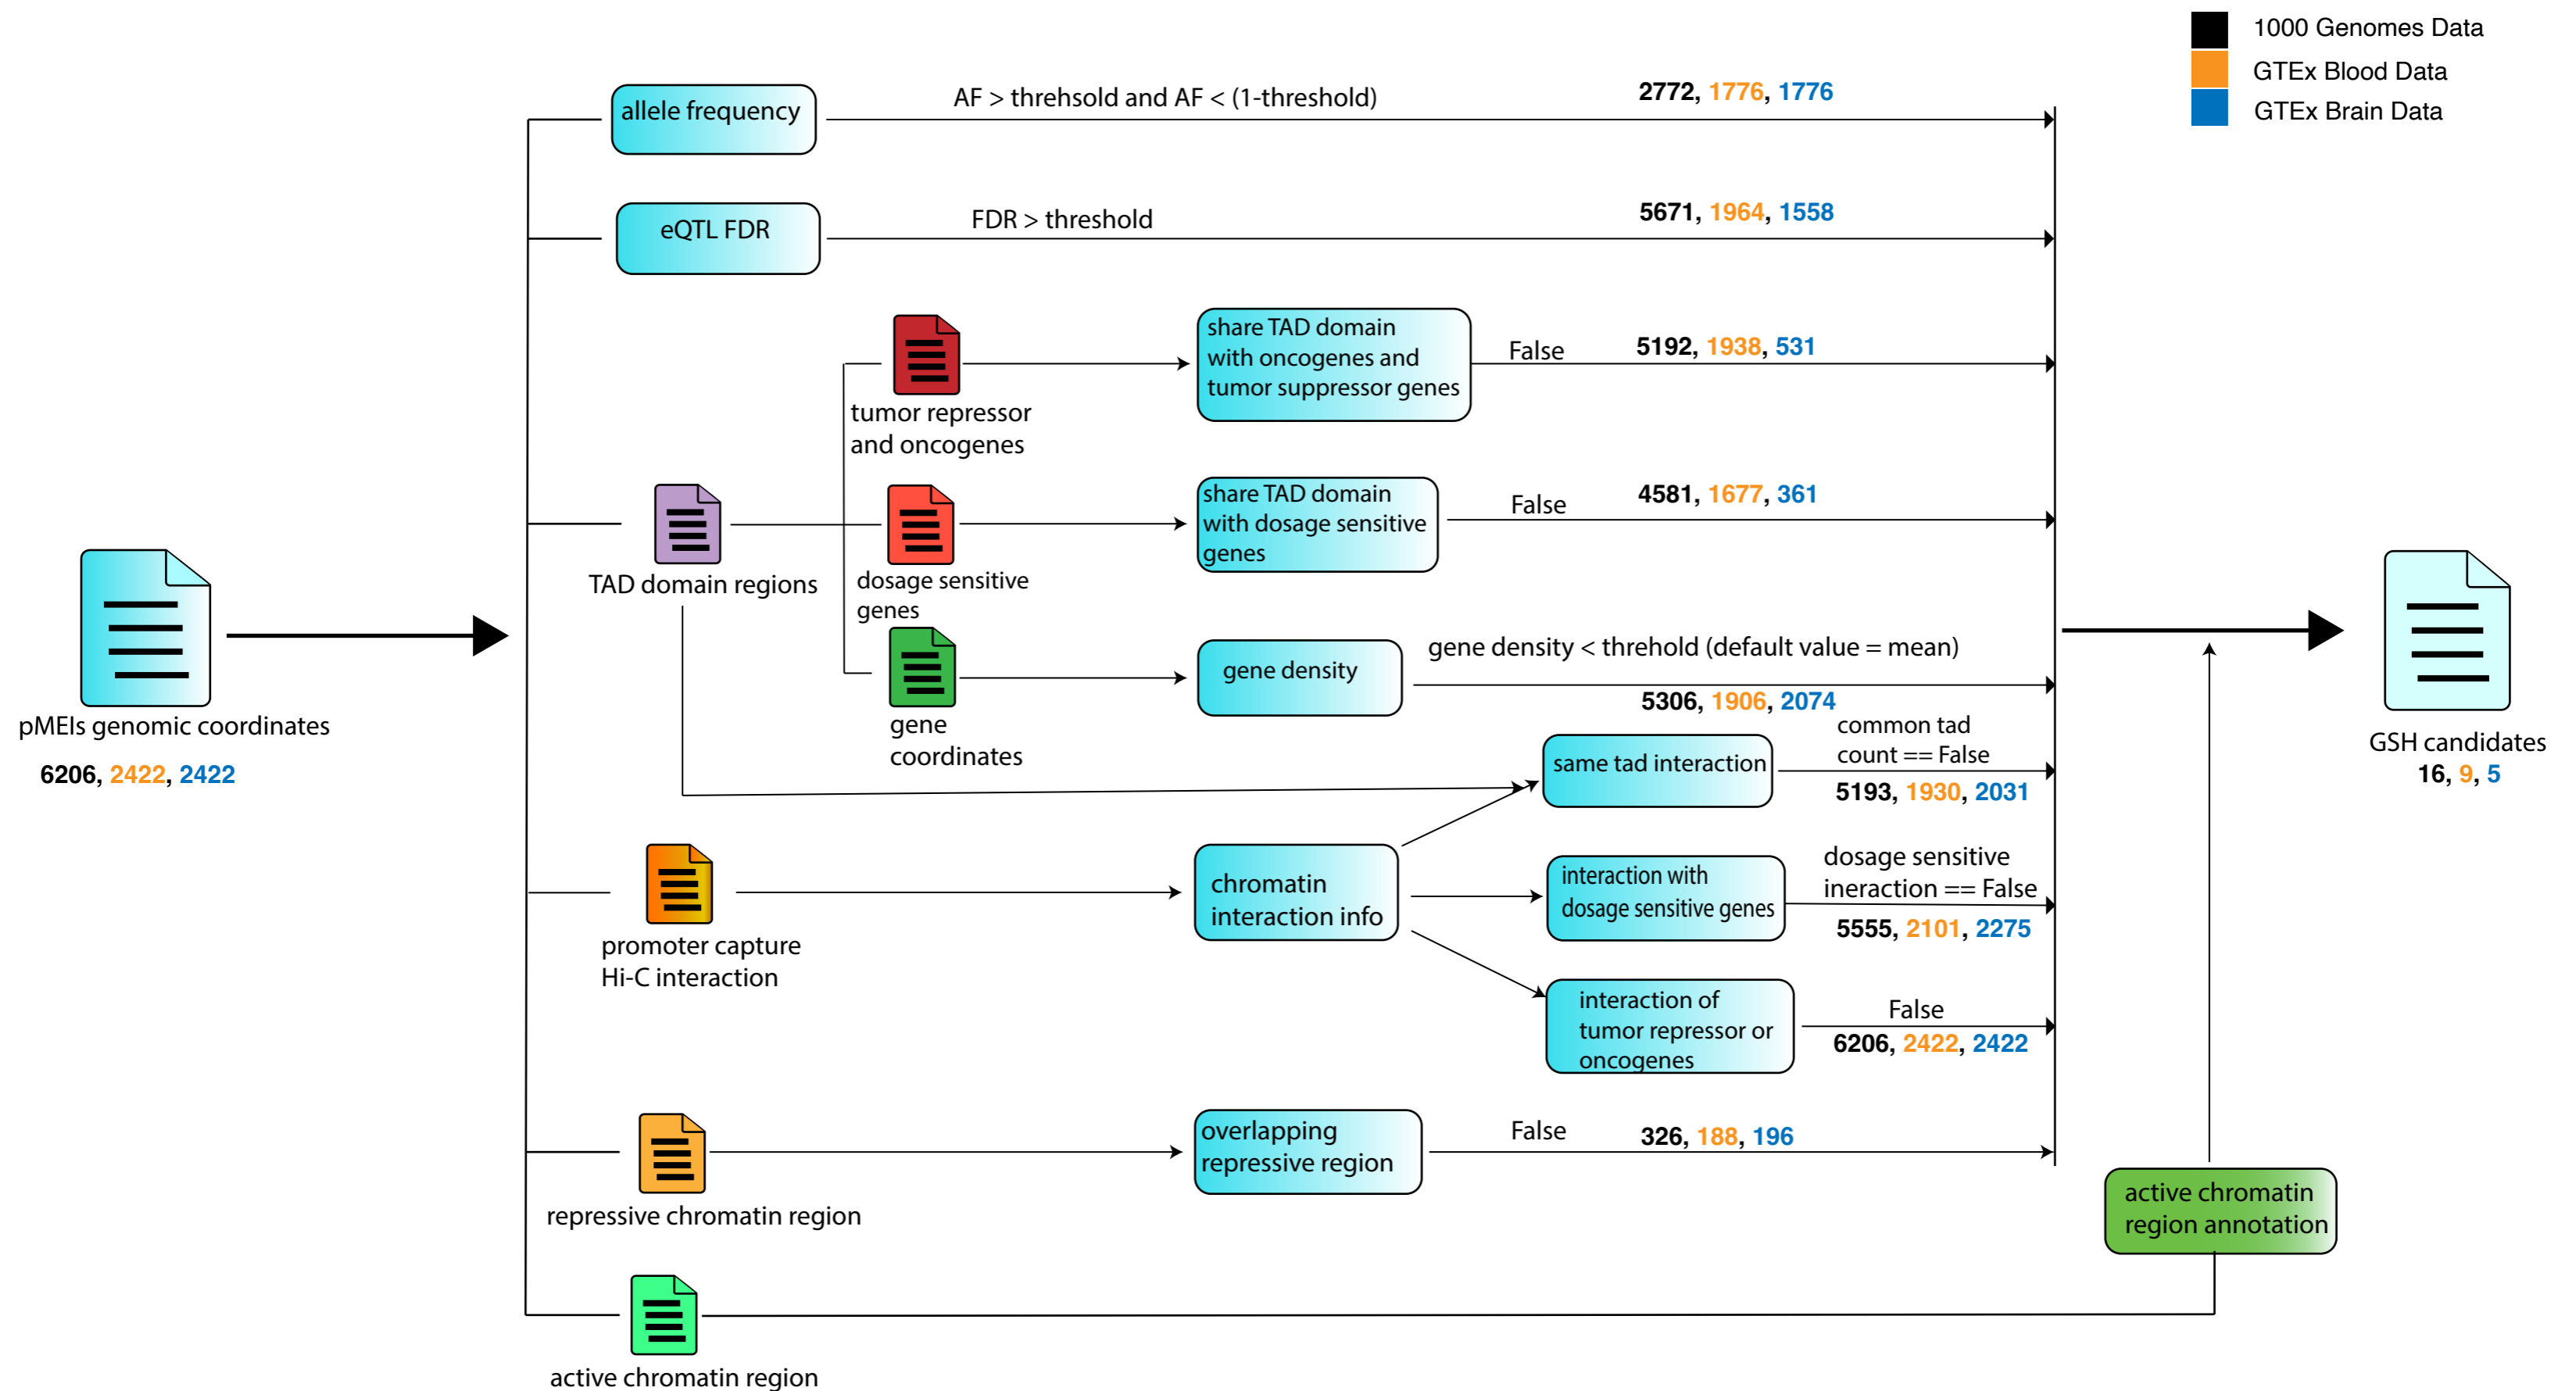 1000 Genomes Data
GTEx Blood Data
GTEx Brain Data
allele frequency
AF > threhsold and AF < (1-threshold)
2772, 1776, 1776
eQTL FDR
FDR > threshold
5671, 1964, 1558
tumor repressor
and oncogenes
share TAD domain
with oncogenes and
tumor suppressor genes
False
5192, 1938, 531
TAD domain regions
dosage sensitive
genes
share TAD domain
with dosage sensitive
genes
False
4581, 1677, 361
gene
coordinates
gene density
gene density < threhold (default value = mean)
5306, 1906, 2074
pMEIs genomic coordinates
6206, 2422, 2422
same tad interaction
common tad
count == False
5193, 1930, 2031
GSH candidates
16, 9, 5
promoter capture
Hi-C interaction
chromatin
interaction info
interaction with
dosage sensitive genes
dosage sensitive
ineraction == False
5555, 2101, 2275
interaction of
tumor repressor or
oncogenes
False
6206, 2422, 2422
repressive chromatin region
overlapping
repressive region
False
326, 188, 196
active chromatin
region annotation
active chromatin region